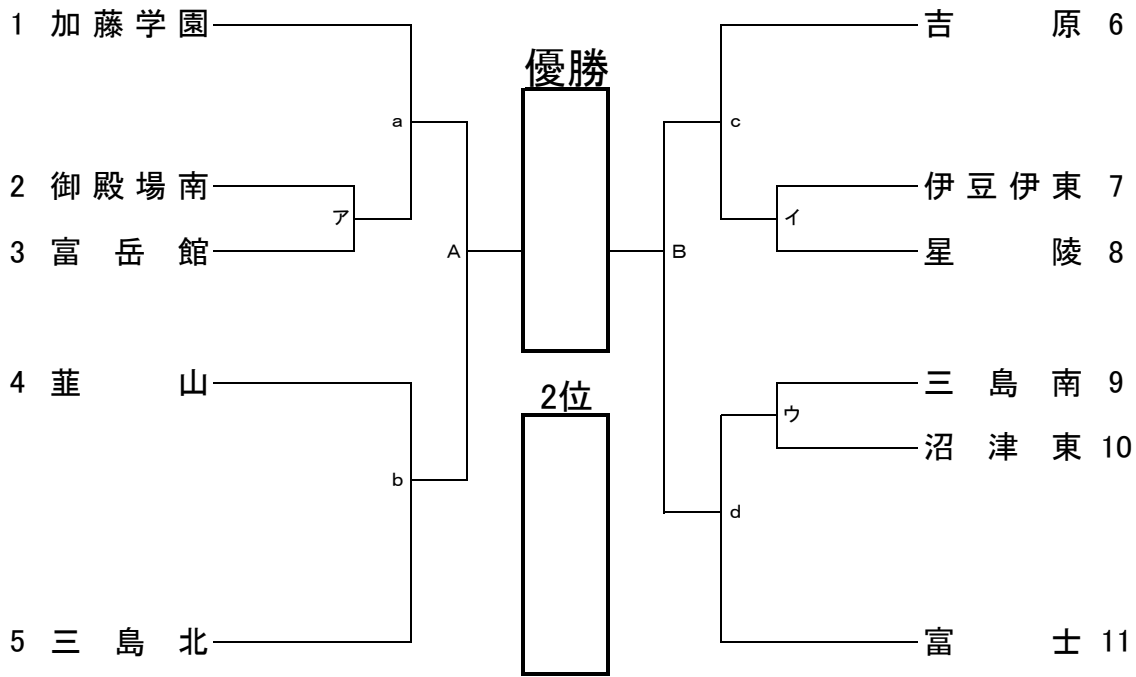 1 加藤学園
吉原 6
優勝
a
c
2 御殿場南
伊豆伊東 7
ア
イ
3 富岳館
A
B
星陵 8
4 韮山
2位
三島南 9
ウ
沼津東 10
b
d
5 三島北
富士 11